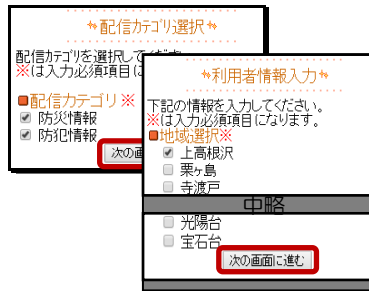 配信カテゴリ選択
配信カテゴリを選択してください
※は入力必須項目に
■配信カテゴリ※
防災情報
防犯情報
次の画
利用者情報入力
下記の情報を入力してください。
※は入力必須項目になります。
■地域選択※
上高根沢
栗ヶ島
寺渡戸
中略
光陽台
宝石台
次の画面に進む